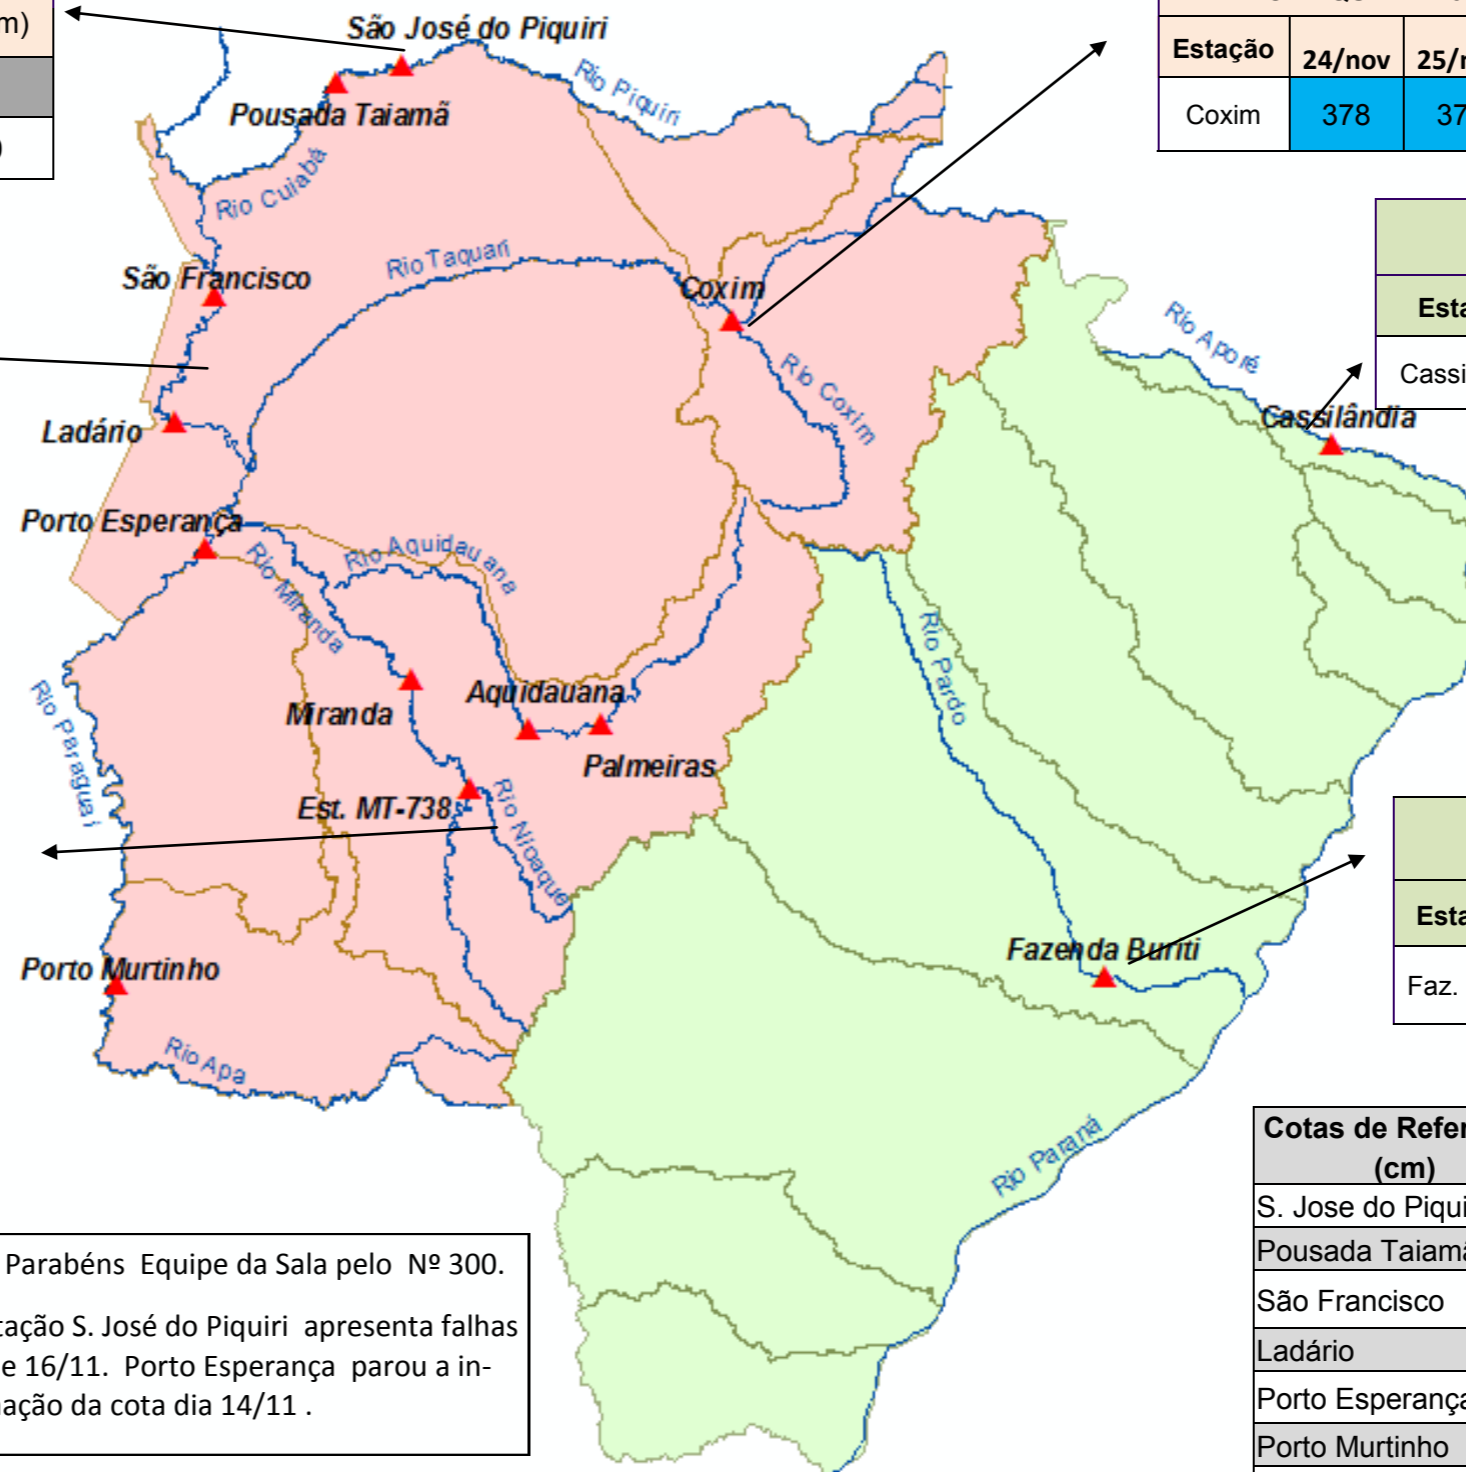 m)
)
São José do Piquiri
Pousada Taiamã
Rio Piquiri
Rio Cuiabá
Estação
24/nov
25/n
Coxim
378
37
São Francisco
Rio Taquari
Coxim
Rio Coxim
Rio Aporé
Esta
Cassi
Cassilândia
Ladário
Porto Esperança
Rio Miranda
Rio Aquidauana
Rio Pardo
Rio Paraguai
Miranda
Aquidauana
Palmeiras
Est. MT-738
Rio Nioaque
Esta
Faz.
Fazenda Buriti
Porto Murtinho
Rio Apa
Rio Paraná
Cotas de Refer
(cm)
S. Jose do Piqui
Pousada Taiamã
São Francisco
Ladário
Porto Esperança
Porto Murtinho
Parabéns Equipe da Sala pelo Nº 300.
tação S. José do Piquiri apresenta falhas
e 16/11. Porto Esperança parou a in-
ação da cota dia 14/11 .